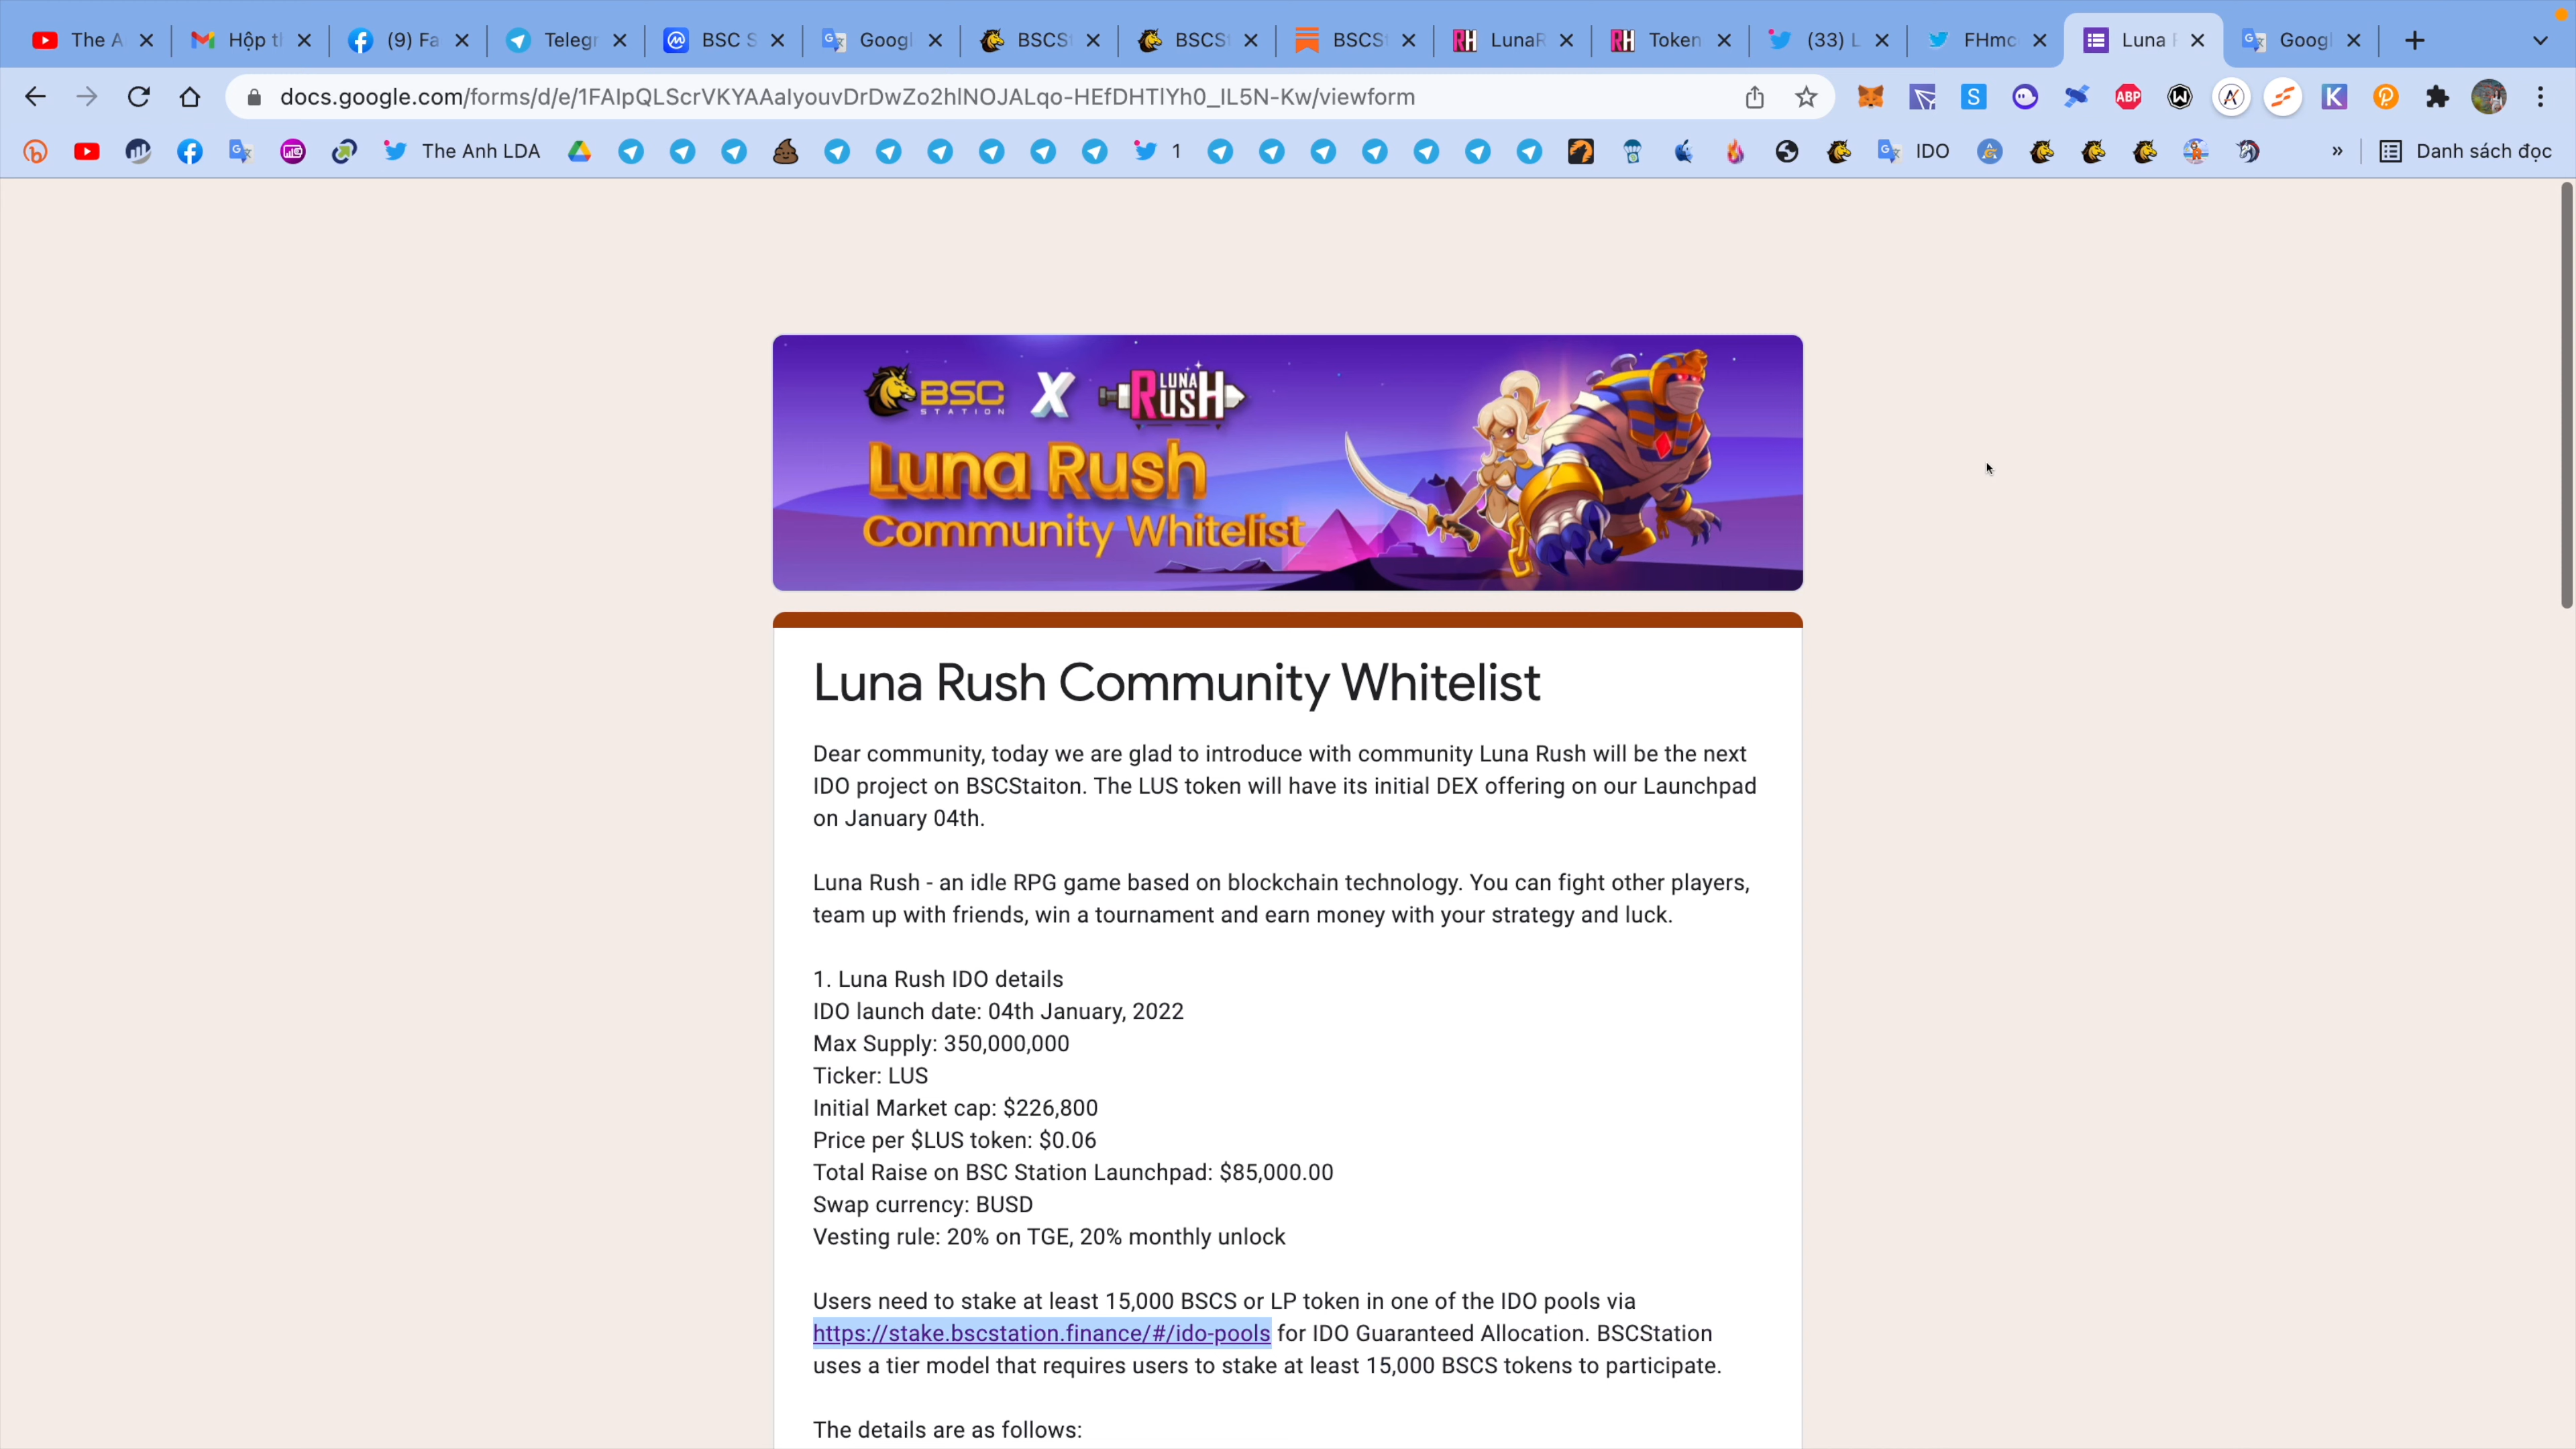 The A
Hộp t
(9) Fa
Teleg
BSC S
Googl
BSCS
BSCS
BSCS
LunaR
Token
(33) L
FHmc
Luna
Googl
docs.google.com/forms/d/e/1FAIpQLScrVKYAAaIyouvDrDwZo2hlNOJALqo-HEfDHTlYh0_IL5N-Kw/viewform
The Anh LDA
1
IDO
Danh sách đọc
BSC STATION X LUNA RUSH
Luna Rush
Community Whitelist
Luna Rush Community Whitelist
Dear community, today we are glad to introduce with community Luna Rush will be the next
IDO project on BSCStaiton. The LUS token will have its initial DEX offering on our Launchpad
on January 04th.
Luna Rush - an idle RPG game based on blockchain technology. You can fight other players,
team up with friends, win a tournament and earn money with your strategy and luck.
1. Luna Rush IDO details
IDO launch date: 04th January, 2022
Max Supply: 350,000,000
Ticker: LUS
Initial Market cap: $226,800
Price per $LUS token: $0.06
Total Raise on BSC Station Launchpad: $85,000.00
Swap currency: BUSD
Vesting rule: 20% on TGE, 20% monthly unlock
Users need to stake at least 15,000 BSCS or LP token in one of the IDO pools via
https://stake.bscstation.finance/#/ido-pools for IDO Guaranteed Allocation. BSCStation
uses a tier model that requires users to stake at least 15,000 BSCS tokens to participate.
The details are as follows: